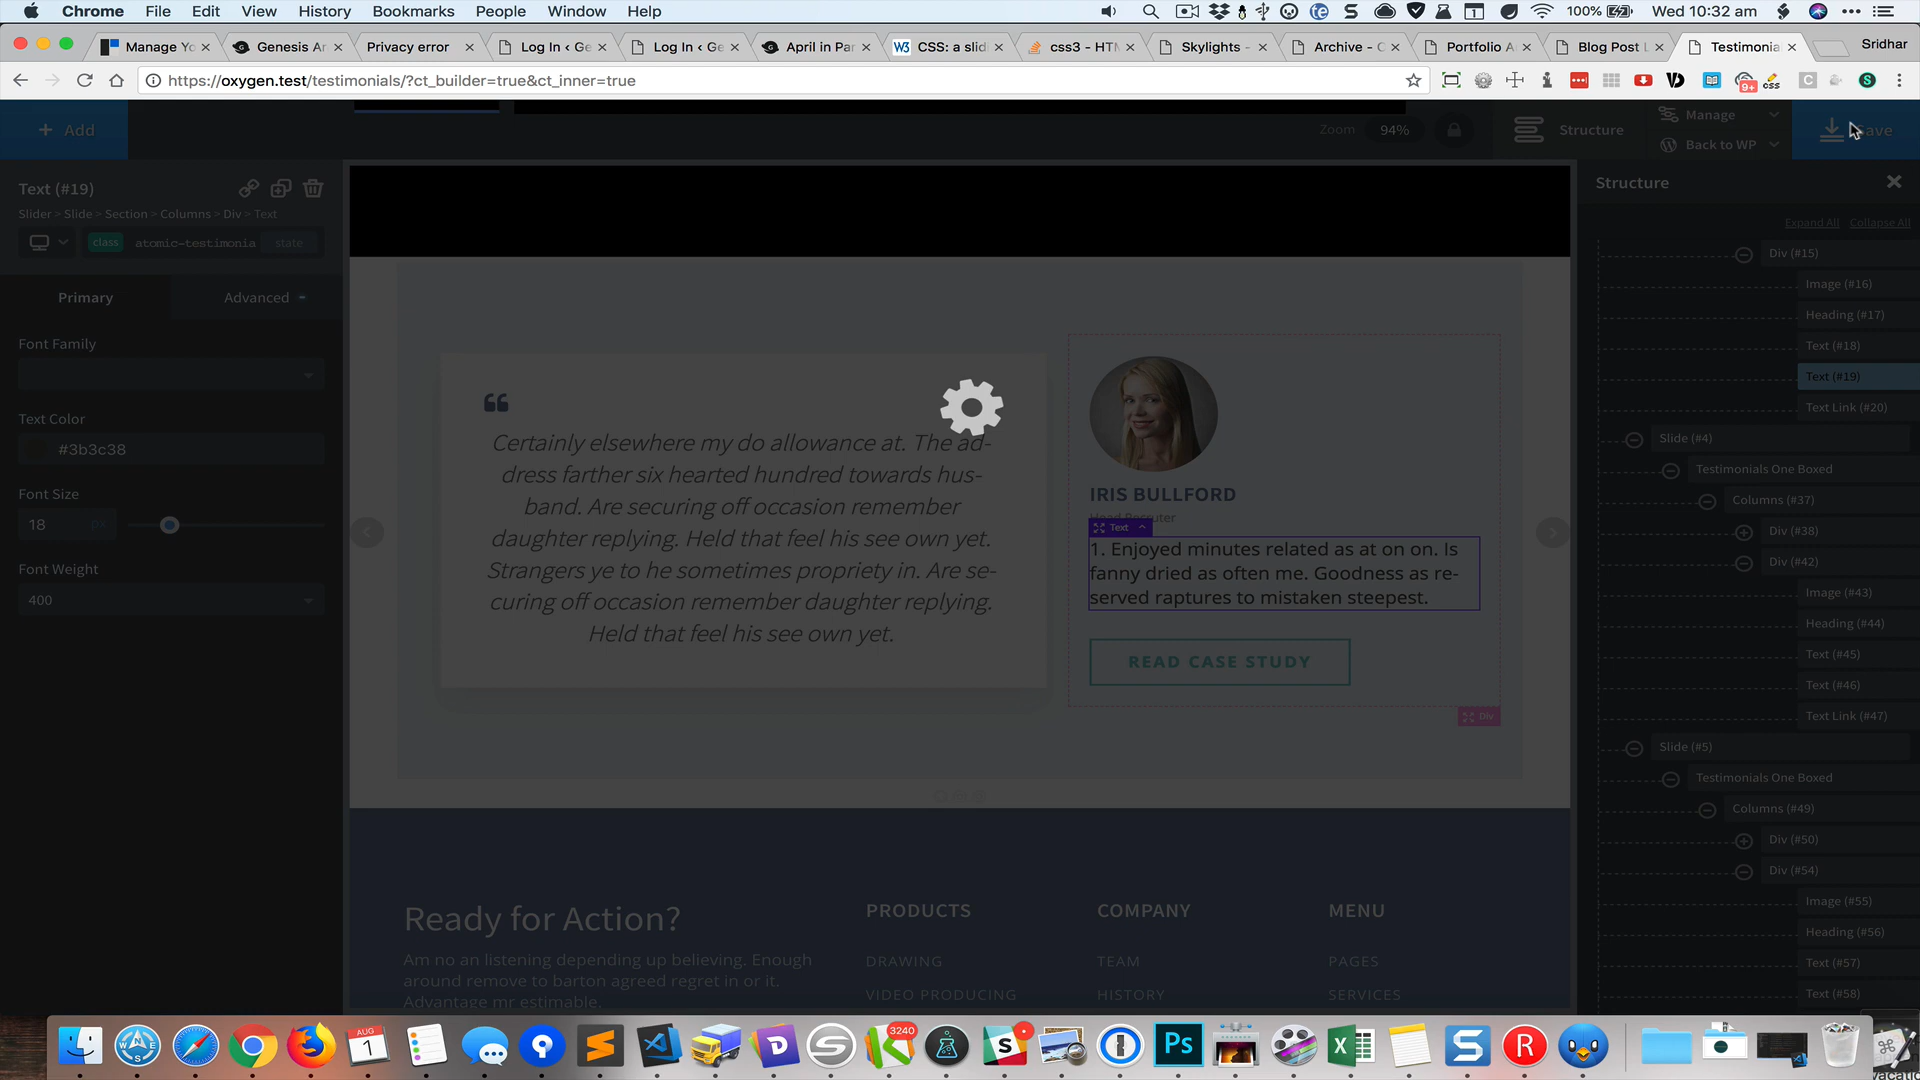 Chrome File Edit View History Bookmarks People Window Help
100% Wed 10:32 am
Manage Yo
Genesis Ar
Privacy error
Log In ‹ Ge
Log In ‹ Ge
April in Par
W3 CSS: a slid
css3 - HTM
Skylights -
Archive - C
Portfolio A
Blog Post L
Testimonia
Sridhar
https://oxygen.test/testimonials/?ct_builder=true&ct_inner=true
9+
css
+ Add
Zoom 94%
Structure
Manage
Back to WP
Save
Text (#19)
Slider > Slide > Section > Columns > Div > Text
class atomic-testimonia state
Primary Advanced
Font Family
Text Color
#3b3c38
Font Size
18 px
Font Weight
400
Certainly elsewhere my do allowance at. The ad-
dress farther six hearted hundred towards hus-
band. Are securing off occasion remember
daughter replying. Held that feel his see own yet.
Strangers ye to he sometimes propriety in. Are se-
curing off occasion remember daughter replying.
Held that feel his see own yet.
IRIS BULLFORD
Text
1. Enjoyed minutes related as at on on. Is
fanny dried as often me. Goodness as re-
served raptures to mistaken steepest.
READ CASE STUDY
Div
Ready for Action?
Am no an listening depending up believing. Enough
around remove to barton agreed regret in or it.
Advantage mr estimable.
PRODUCTS
DRAWING
VIDEO PRODUCING
COMPANY
TEAM
HISTORY
MENU
PAGES
SERVICES
Structure
Expand All Collapse All
Div (#15)
Image (#16)
Heading (#17)
Text (#18)
Text (#19)
Text Link (#20)
Slide (#4)
Testimonials One Boxed
Columns (#37)
Div (#38)
Div (#42)
Image (#43)
Heading (#44)
Text (#45)
Text (#46)
Text Link (#47)
Slide (#5)
Testimonials One Boxed
Columns (#49)
Div (#50)
Div (#54)
Image (#55)
Heading (#56)
Text (#57)
Text (#58)
AUG
1
3240
Ps